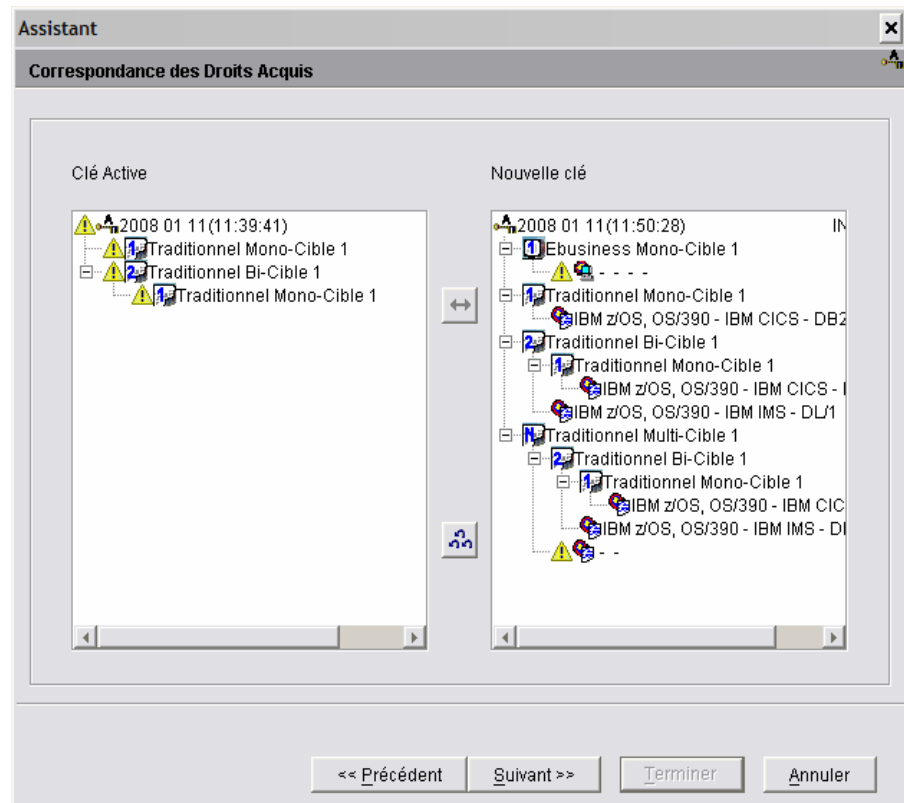 Assistant
Correspondance des Droits Acquis
Clé Active
2008 01 11(11:39:41)
Traditionnel Mono-Cible 1
Traditionnel Bi-Cible 1
Traditionnel Mono-Cible 1
Nouvelle clé
2008 01 11(11:50:28) IN
Ebusiness Mono-Cible 1
- - - -
Traditionnel Mono-Cible 1
IBM z/OS, OS/390 - IBM CICS - DB2
Traditionnel Bi-Cible 1
Traditionnel Mono-Cible 1
IBM z/OS, OS/390 - IBM CICS - I
IBM z/OS, OS/390 - IBM IMS - DL/1
Traditionnel Multi-Cible 1
Traditionnel Bi-Cible 1
Traditionnel Mono-Cible 1
IBM z/OS, OS/390 - IBM CIC
IBM z/OS, OS/390 - IBM IMS - DI
- -
<< Précédent
Suivant >>
Terminer
Annuler